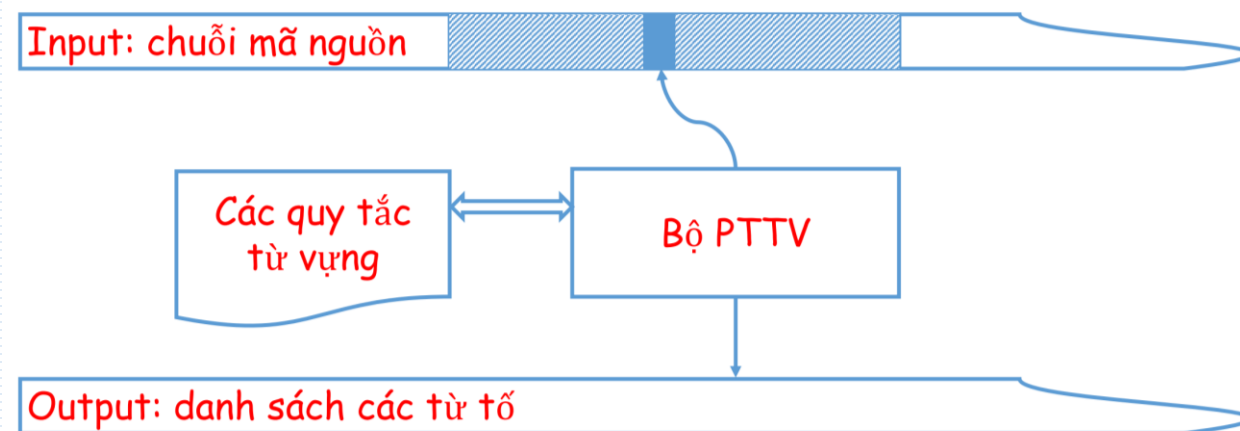 Input: chuỗi mã nguồn
Các quy tắc
từ vựng
Bộ PTTV
Output: danh sách các từ tố